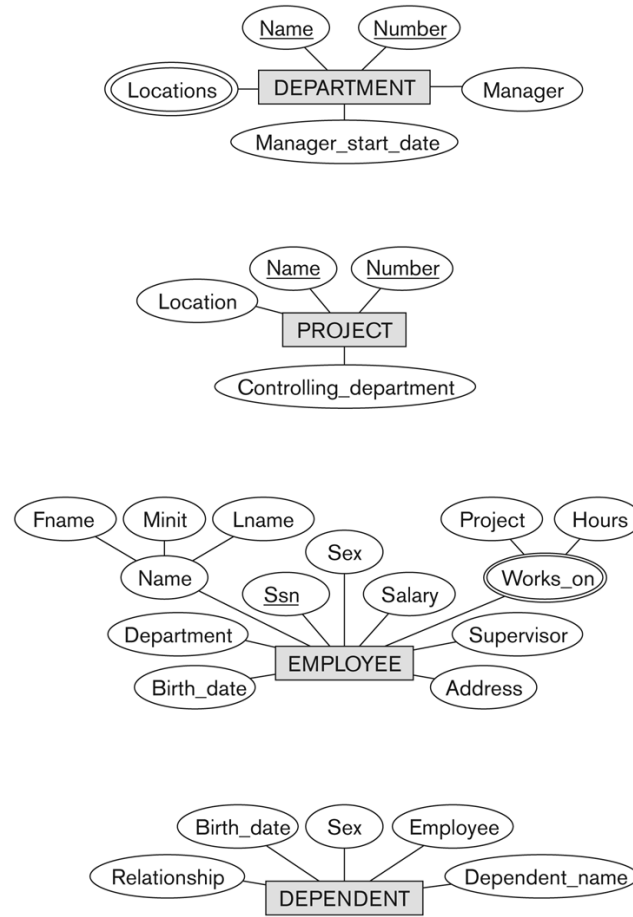 Name
Number
Locations
DEPARTMENT
Manager
Manager_start_date
Name
Number
Location
PROJECT
Controlling_department
Fname
Minit
Lname
Project
Hours
Sex
Name
Works_on
Ssn
Salary
Department
Supervisor
EMPLOYEE
Birth_date
Address
Birth_date
Sex
Employee
Relationship
Dependent_name
DEPENDENT